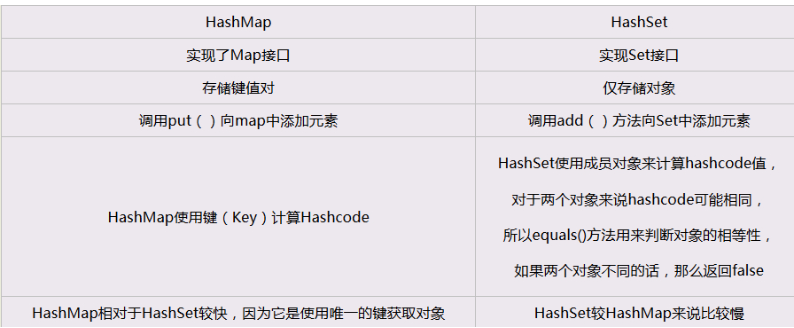 HashMap
HashSet
实现了Map接口
实现Set接口
存储键值对
仅存储对象
调用put（）向map中添加元素
调用add（）方法向Set中添加元素
HashMap使用键（Key）计算Hashcode
HashSet使用成员对象来计算hashcode值，
对于两个对象来说hashcode可能相同，
所以equals()方法用来判断对象的相等性，
如果两个对象不同的话，那么返回false
HashMap相对于HashSet较快，因为它是使用唯一的键获取对象
HashSet较HashMap来说比较慢